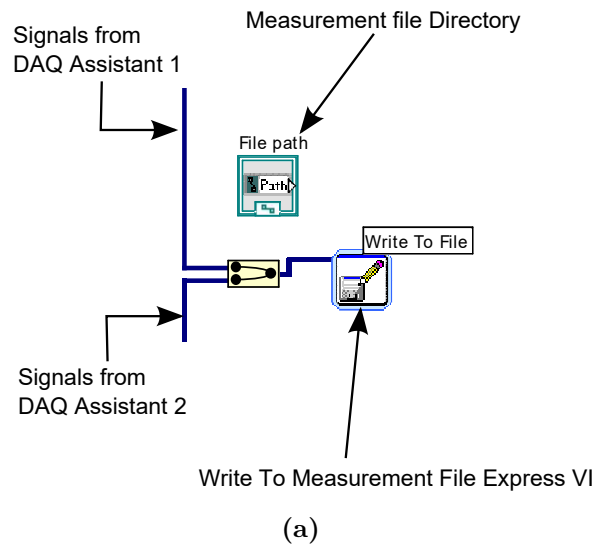 Measurement file Directory
Signals from
DAQ Assistant 1
File path
Path
Write To File
Signals from
DAQ Assistant 2
Write To Measurement File Express VI
(a)